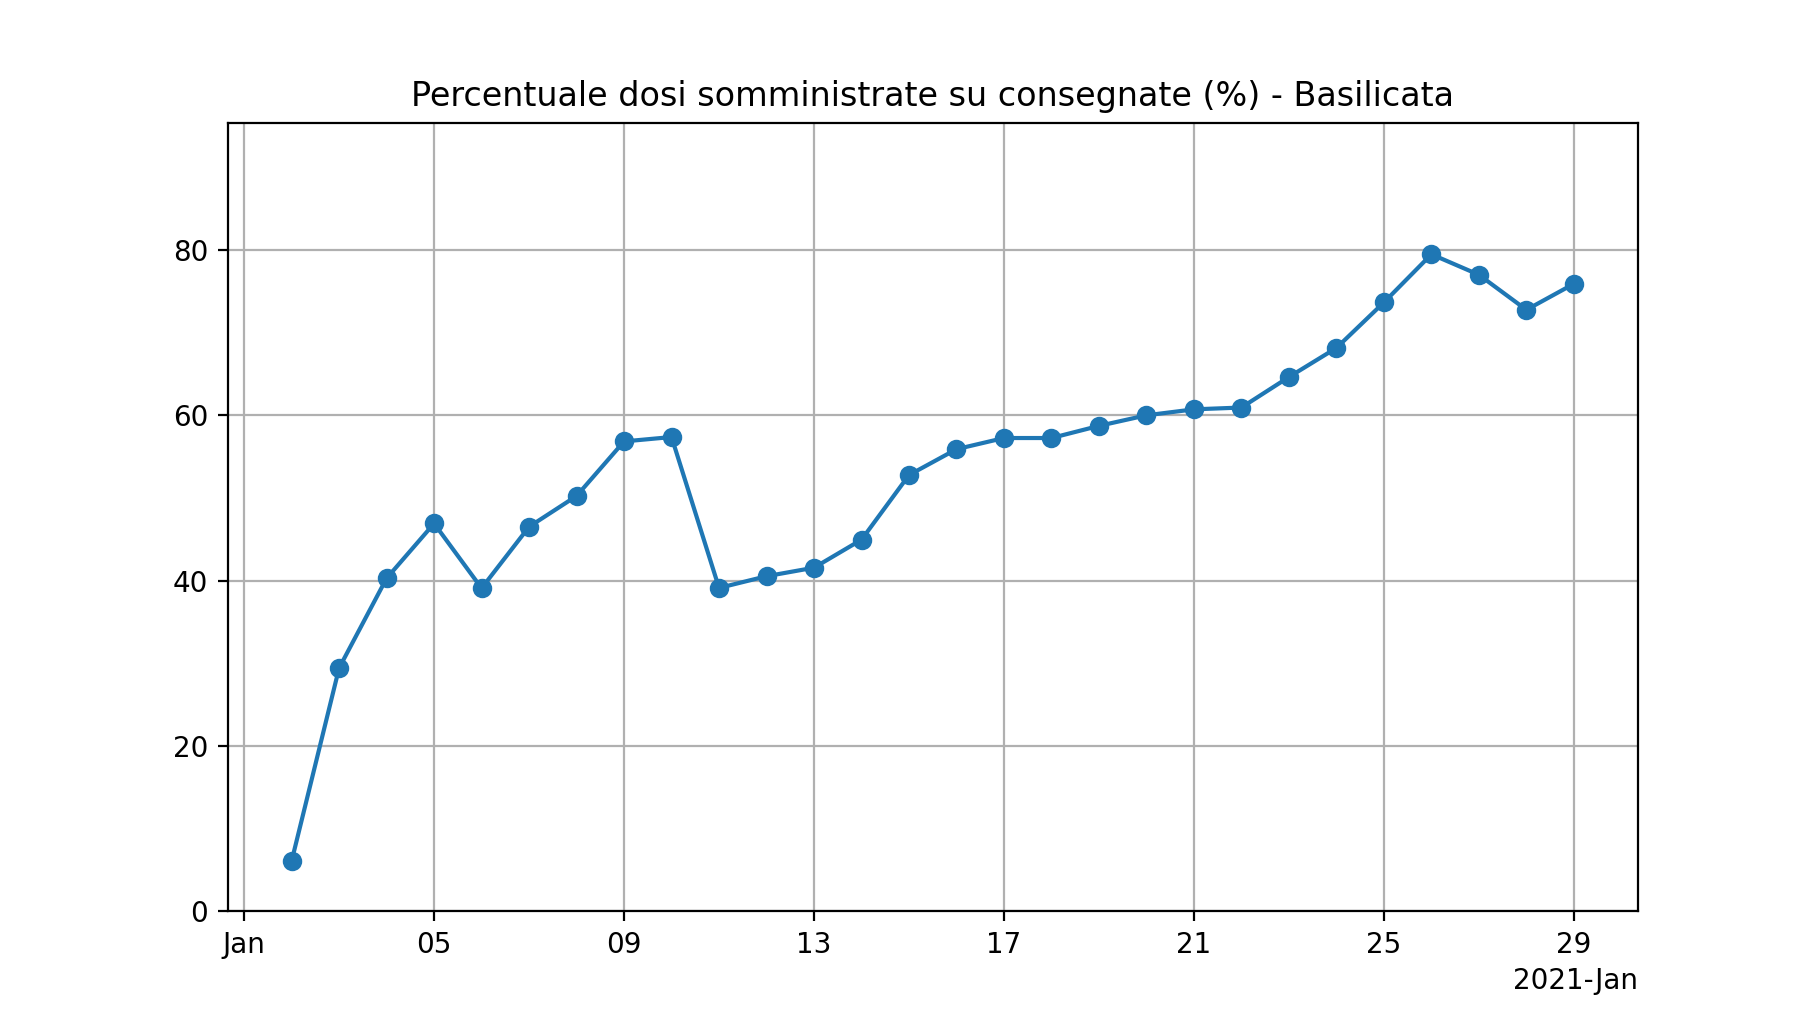 Percentuale dosi somministrate su consegnate (%) - Basilicata
80
60
40
20
0
Jan 05 09 13 17 21 25 29
2021-Jan